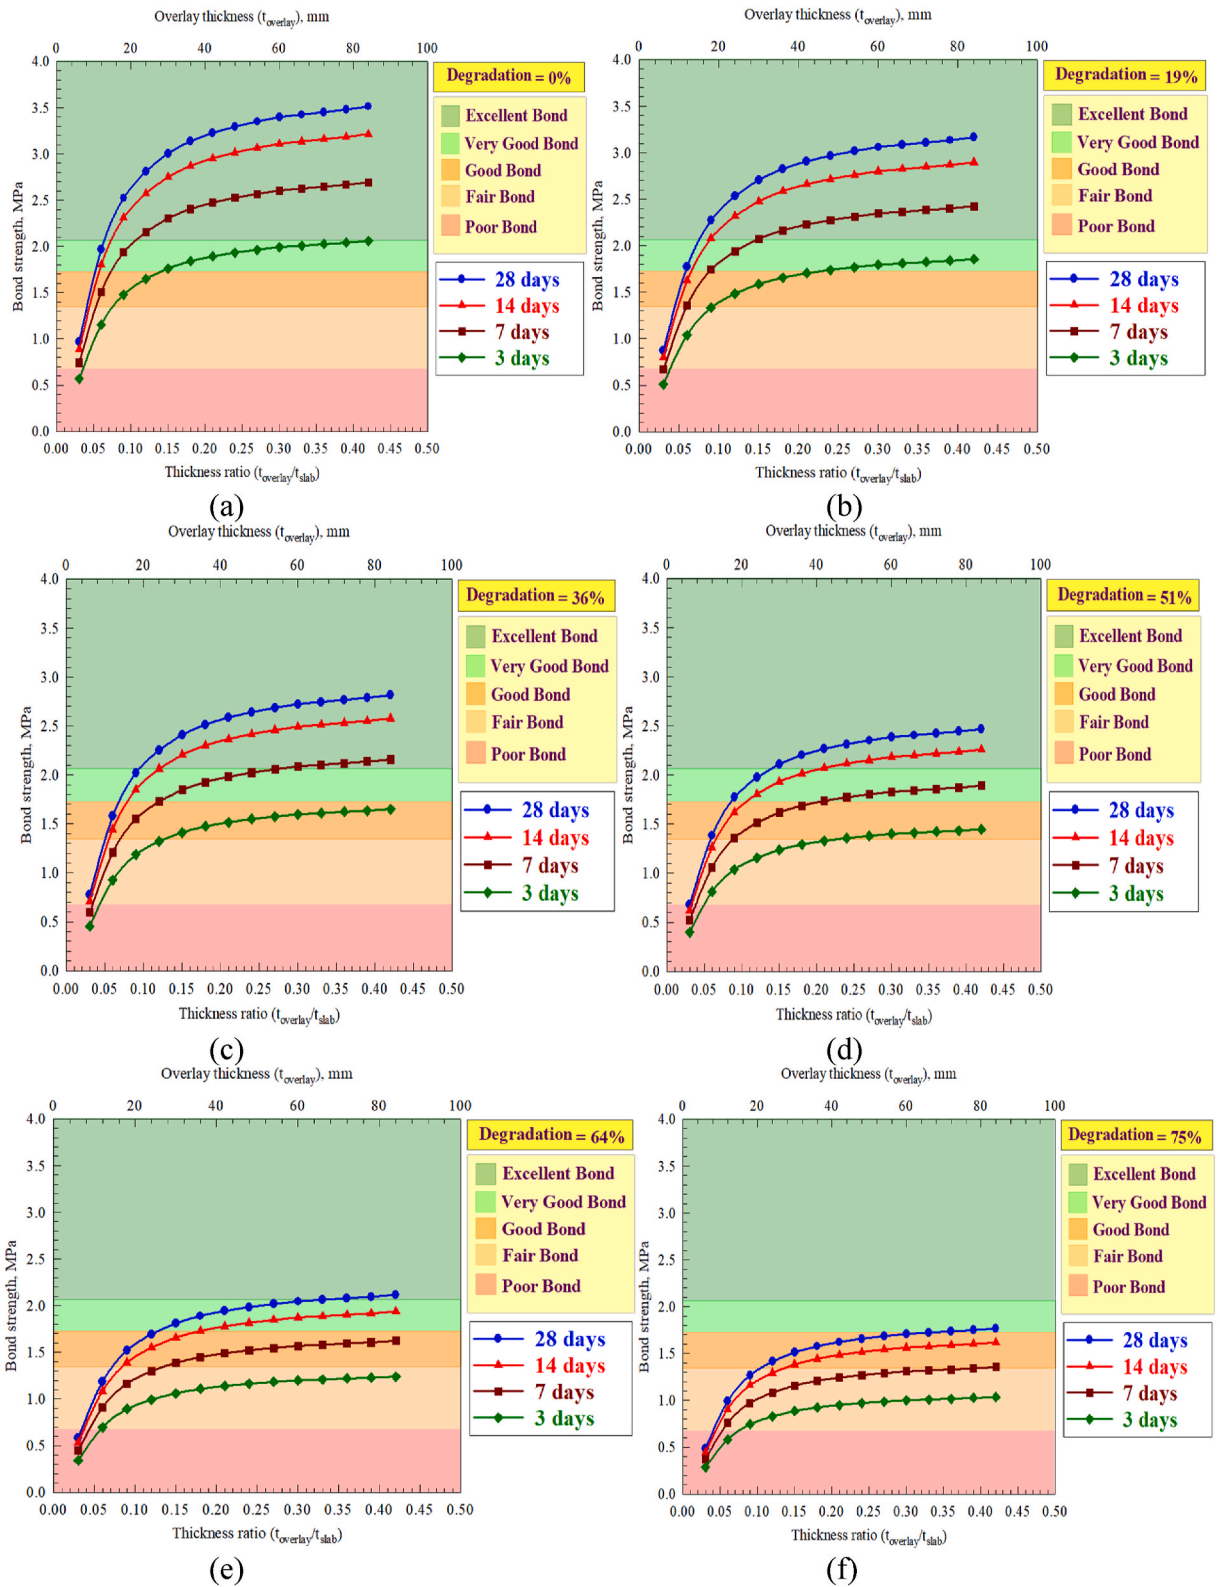 Overlay thickness (t_overlay), mm
0 20 40 60 80 100
4.0
3.5
3.0
2.5
2.0
1.5
1.0
0.5
0.0
Bond strength, MPa
0.00 0.05 0.10 0.15 0.20 0.25 0.30 0.35 0.40 0.45 0.50
Thickness ratio (t_overlay/t_slab)
Degradation = 0%
Excellent Bond
Very Good Bond
Good Bond
Fair Bond
Poor Bond
28 days
14 days
7 days
3 days
(a)
Overlay thickness (t_overlay), mm
0 20 40 60 80 100
4.0
3.5
3.0
2.5
2.0
1.5
1.0
0.5
0.0
Bond strength, MPa
0.00 0.05 0.10 0.15 0.20 0.25 0.30 0.35 0.40 0.45 0.50
Thickness ratio (t_overlay/t_slab)
Degradation = 19%
Excellent Bond
Very Good Bond
Good Bond
Fair Bond
Poor Bond
28 days
14 days
7 days
3 days
(b)
Overlay thickness (t_overlay), mm
0 20 40 60 80 100
4.0
3.5
3.0
2.5
2.0
1.5
1.0
0.5
0.0
Bond strength, MPa
0.00 0.05 0.10 0.15 0.20 0.25 0.30 0.35 0.40 0.45 0.50
Thickness ratio (t_overlay/t_slab)
Degradation = 36%
Excellent Bond
Very Good Bond
Good Bond
Fair Bond
Poor Bond
28 days
14 days
7 days
3 days
(c)
Overlay thickness (t_overlay), mm
0 20 40 60 80 100
4.0
3.5
3.0
2.5
2.0
1.5
1.0
0.5
0.0
Bond strength, MPa
0.00 0.05 0.10 0.15 0.20 0.25 0.30 0.35 0.40 0.45 0.50
Thickness ratio (t_overlay/t_slab)
Degradation = 51%
Excellent Bond
Very Good Bond
Good Bond
Fair Bond
Poor Bond
28 days
14 days
7 days
3 days
(d)
Overlay thickness (t_overlay), mm
0 20 40 60 80 100
4.0
3.5
3.0
2.5
2.0
1.5
1.0
0.5
0.0
Bond strength, MPa
0.00 0.05 0.10 0.15 0.20 0.25 0.30 0.35 0.40 0.45 0.50
Thickness ratio (t_overlay/t_slab)
Degradation = 64%
Excellent Bond
Very Good Bond
Good Bond
Fair Bond
Poor Bond
28 days
14 days
7 days
3 days
(e)
Overlay thickness (t_overlay), mm
0 20 40 60 80 100
4.0
3.5
3.0
2.5
2.0
1.5
1.0
0.5
0.0
Bond strength, MPa
0.00 0.05 0.10 0.15 0.20 0.25 0.30 0.35 0.40 0.45 0.50
Thickness ratio (t_overlay/t_slab)
Degradation = 75%
Excellent Bond
Very Good Bond
Good Bond
Fair Bond
Poor Bond
28 days
14 days
7 days
3 days
(f)